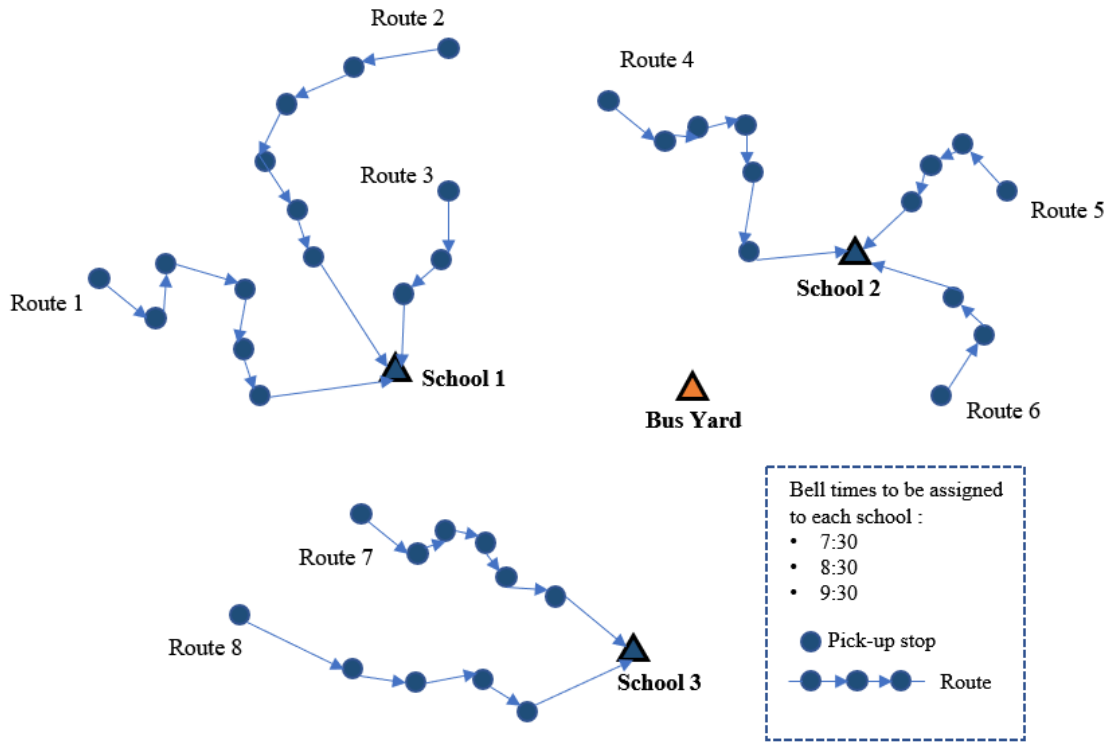 Route 2
Route 4
Route 3
Route 5
Route 1
School 2
School 1
Bus Yard
Route 6
Bell times to be assigned
to each school :
• 7:30
• 8:30
• 9:30
Route 7
Route 8
School 3
Pick-up stop
Route